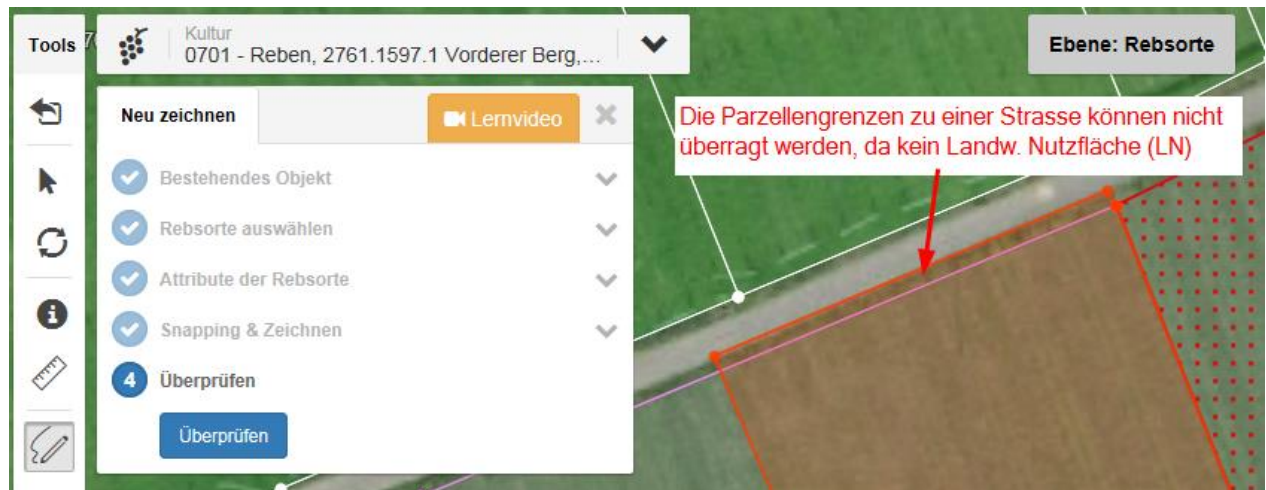 Tools
Kultur
0701 - Reben, 2761.1597.1 Vorderer Berg,...
Ebene: Rebsorte
Neu zeichnen
Lernvideo
Die Parzellengrenzen zu einer Strasse können nicht
überragt werden, da kein Landw. Nutzfläche (LN)
Bestehendes Objekt
Rebsorte auswählen
Attribute der Rebsorte
Snapping & Zeichnen
4 Überprüfen
Überprüfen